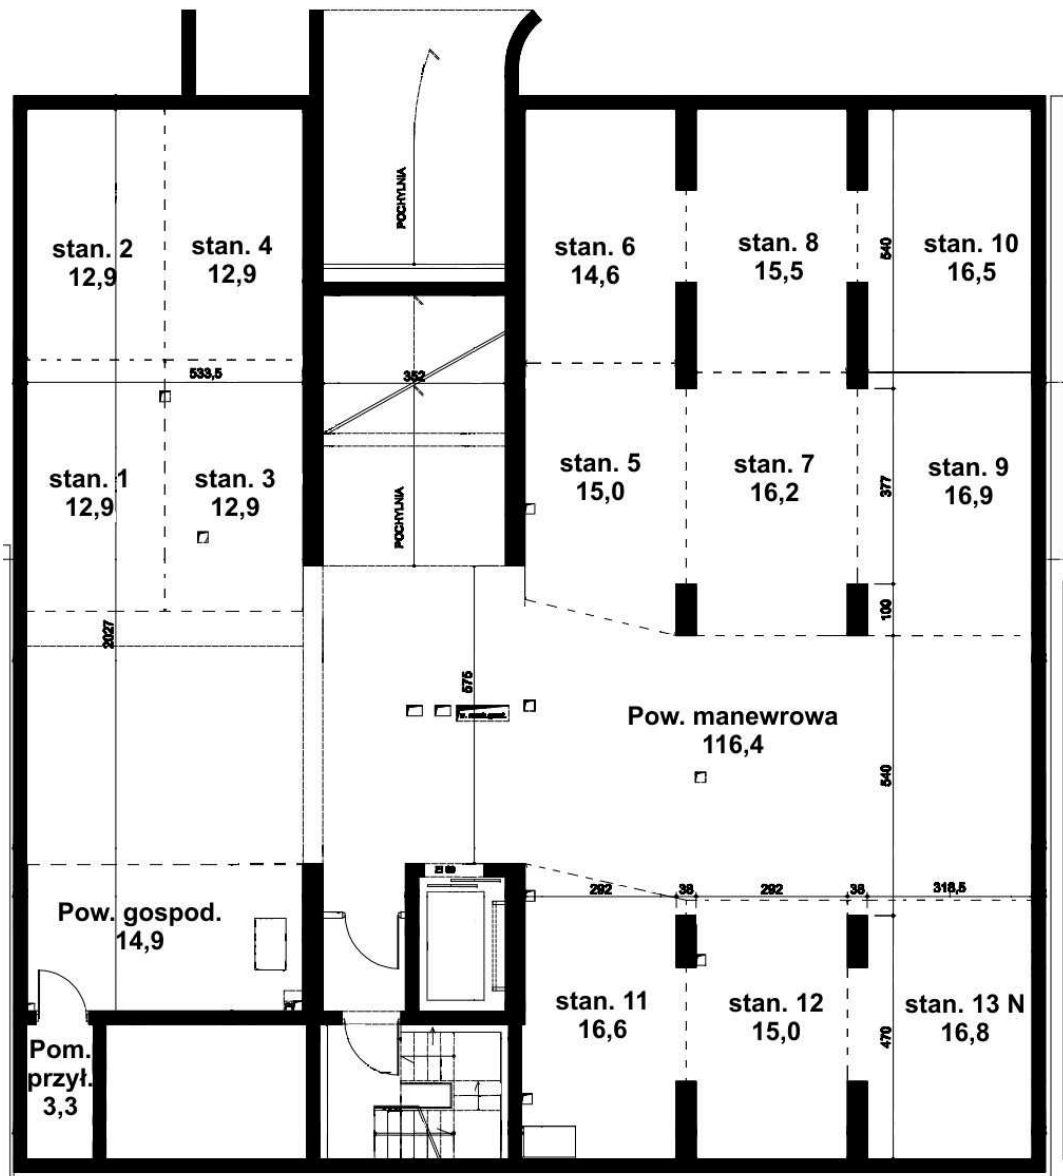 POCHYLNIA
stan. 2
12,9
stan. 4
12,9
stan. 6
14,6
stan. 8
15,5
540
stan. 10
16,5
533,5
352
stan. 1
12,9
stan. 3
12,9
POCHYLNIA
stan. 5
15,0
stan. 7
16,2
377
stan. 9
16,9
100
2027
575
Pow. manewrowa
116,4
540
292
38
292
38
318,5
Pow. gospod.
14,9
stan. 11
16,6
stan. 12
15,0
470
stan. 13 N
16,8
Pom.
przył.
3,3